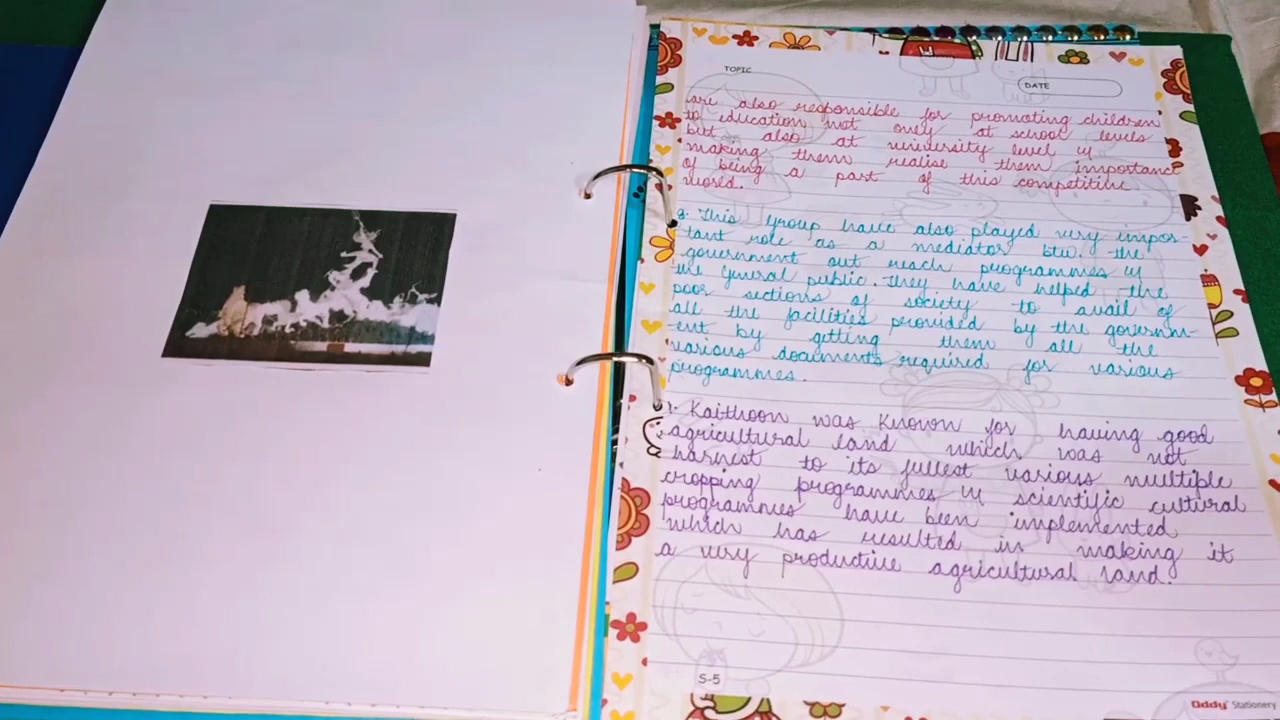 TOPIC
DATE
are also responsible for promoting children
to education not only at school levels
but also at university level &
making them realise them importance
of being a part of this competitive
world.
8. This group have also played very impor-
tant role as a mediator btw. the
government out reach programmes &
the general public. They have helped the
poor sections of society to avail of
all the facilities provided by the governm-
ent by getting them all the
various documents required for various
programmes.
Kaithoon was known for having good
agricultural land which was not
harvest to its fullest various multiple
cropping programmes & scientific cultural
programmes have been implemented
which has resulted in making it
a very productive agricultural land.
S-5
Oddy Stationery